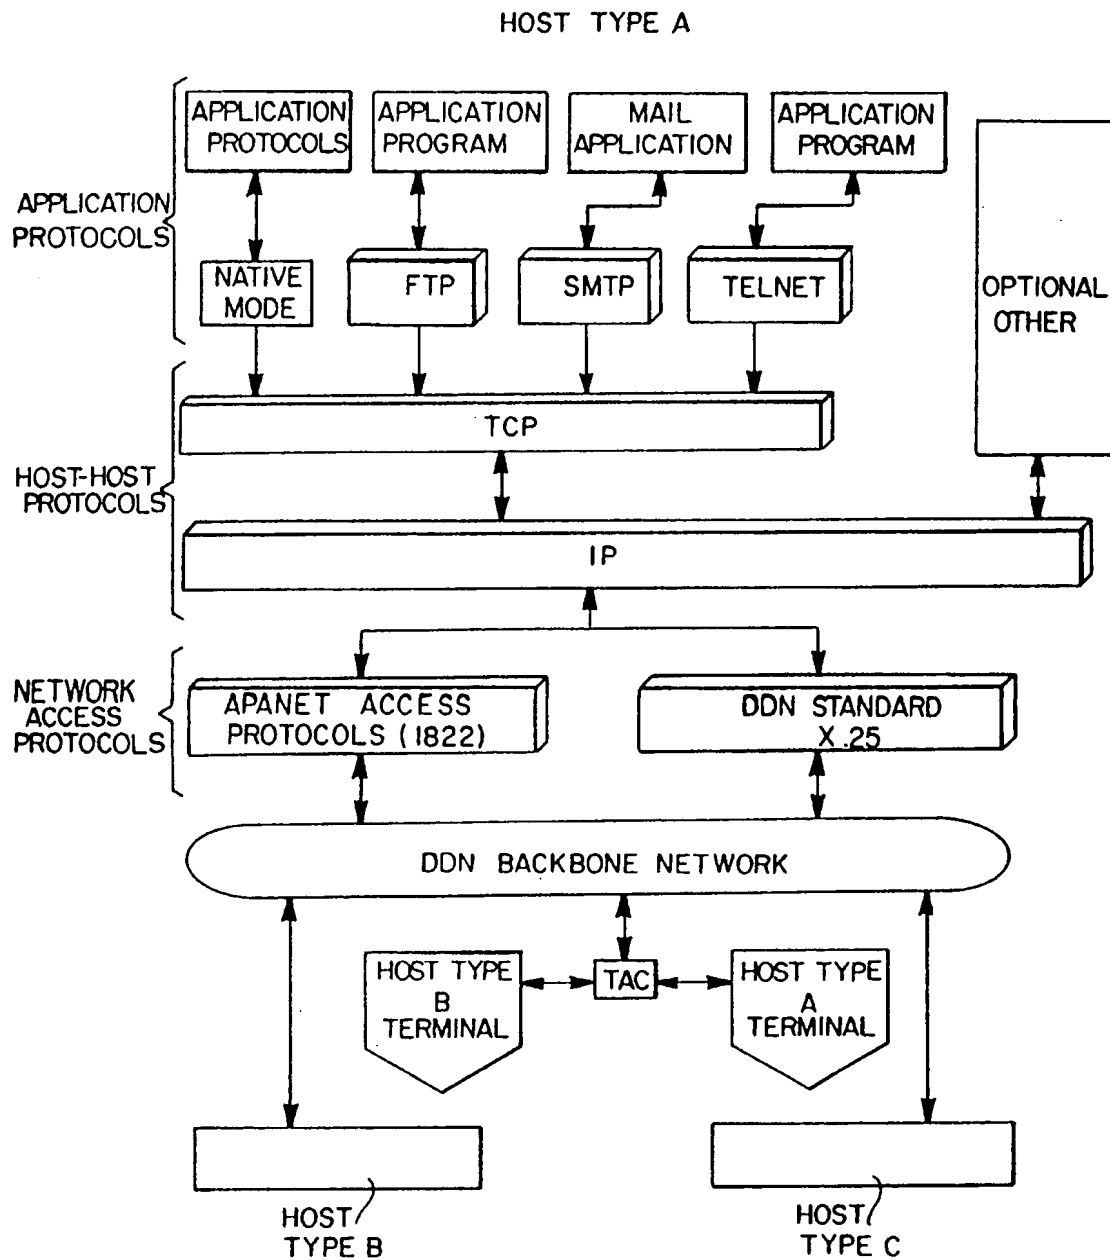 HOST TYPE A
APPLICATION
PROTOCOLS
APPLICATION
PROGRAM
MAIL
APPLICATION
APPLICATION
PROGRAM
APPLICATION
PROTOCOLS
NATIVE
MODE
FTP
SMTP
TELNET
OPTIONAL
OTHER
TCP
HOST-HOST
PROTOCOLS
IP
NETWORK
ACCESS
PROTOCOLS
APANET ACCESS
PROTOCOLS (1822)
DDN STANDARD
X.25
DDN BACKBONE NETWORK
HOST TYPE
B
TERMINAL
TAC
HOST TYPE
A
TERMINAL
HOST
TYPE B
HOST
TYPE C